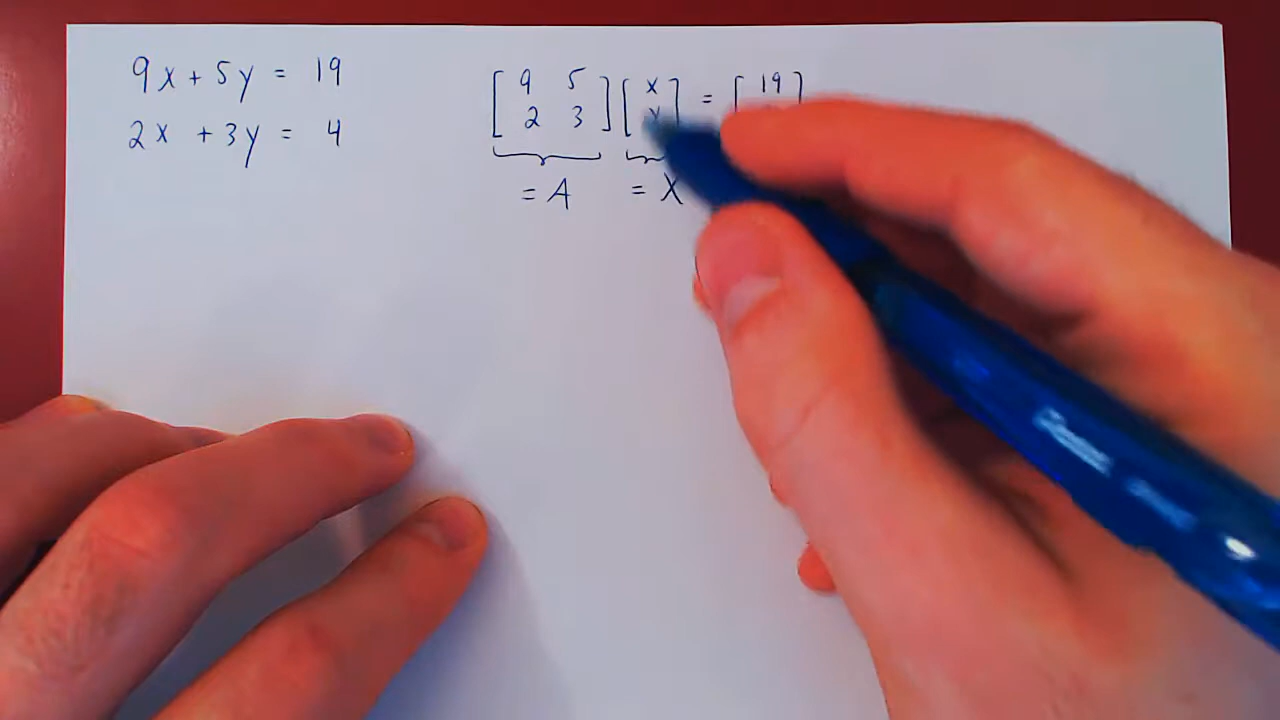 9x + 5y = 19
2x + 3y = 4
[ 9 5 ] [ x ] = [ 19 ]
[ 2 3 ] [ y ]
= A = X